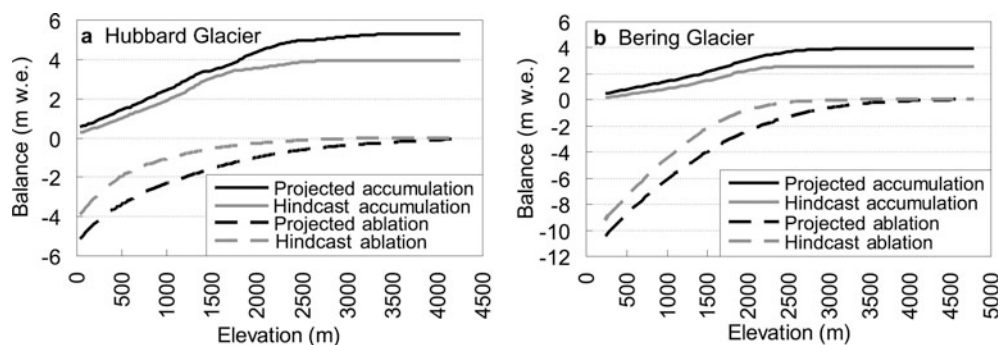 a Hubbard Glacier
Balance (m w.e.)
6
4
2
0
-2
-4
-6
Projected accumulation
Hindcast accumulation
Projected ablation
Hindcast ablation
0
500
1000
1500
2000
2500
3000
3500
4000
4500
Elevation (m)
b Bering Glacier
Balance (m w.e.)
6
4
2
0
-2
-4
-6
-8
-10
-12
Projected accumulation
Hindcast accumulation
Projected ablation
Hindcast ablation
0
500
1000
1500
2000
2500
3000
3500
4000
4500
5000
Elevation (m)